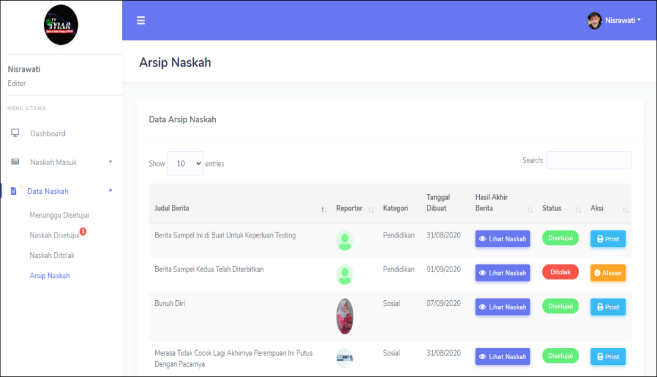 TV
SYIAR
Nisrawati
Nisrawati
Editor
MENU UTAMA
Dashboard
Naskah Masuk
Data Naskah
Menunggu Disetujui
Naskah Disetujui
Naskah Ditolak
Arsip Naskah
Arsip Naskah
Data Arsip Naskah
Show 10 entries
Search:
Judul Berita Reporter Kategori Tanggal Dibuat Hasil Akhir Berita Status Aksi
Berita Sampel Ini di Buat Untuk Keperluan Testing Pendidikan 31/08/2020 Lihat Naskah Disetujui Print
Berita Sampel Kedua Telah Diterbitkan Pendidikan 01/09/2020 Lihat Naskah Ditolak Alasan
Bunuh Diri Sosial 07/09/2020 Lihat Naskah Disetujui Print
Merasa Tidak Cocok Lagi Akhirnya Perempuan Ini Putus Sosial 31/08/2020 Lihat Naskah Disetujui Print
Dengan Pacarnya